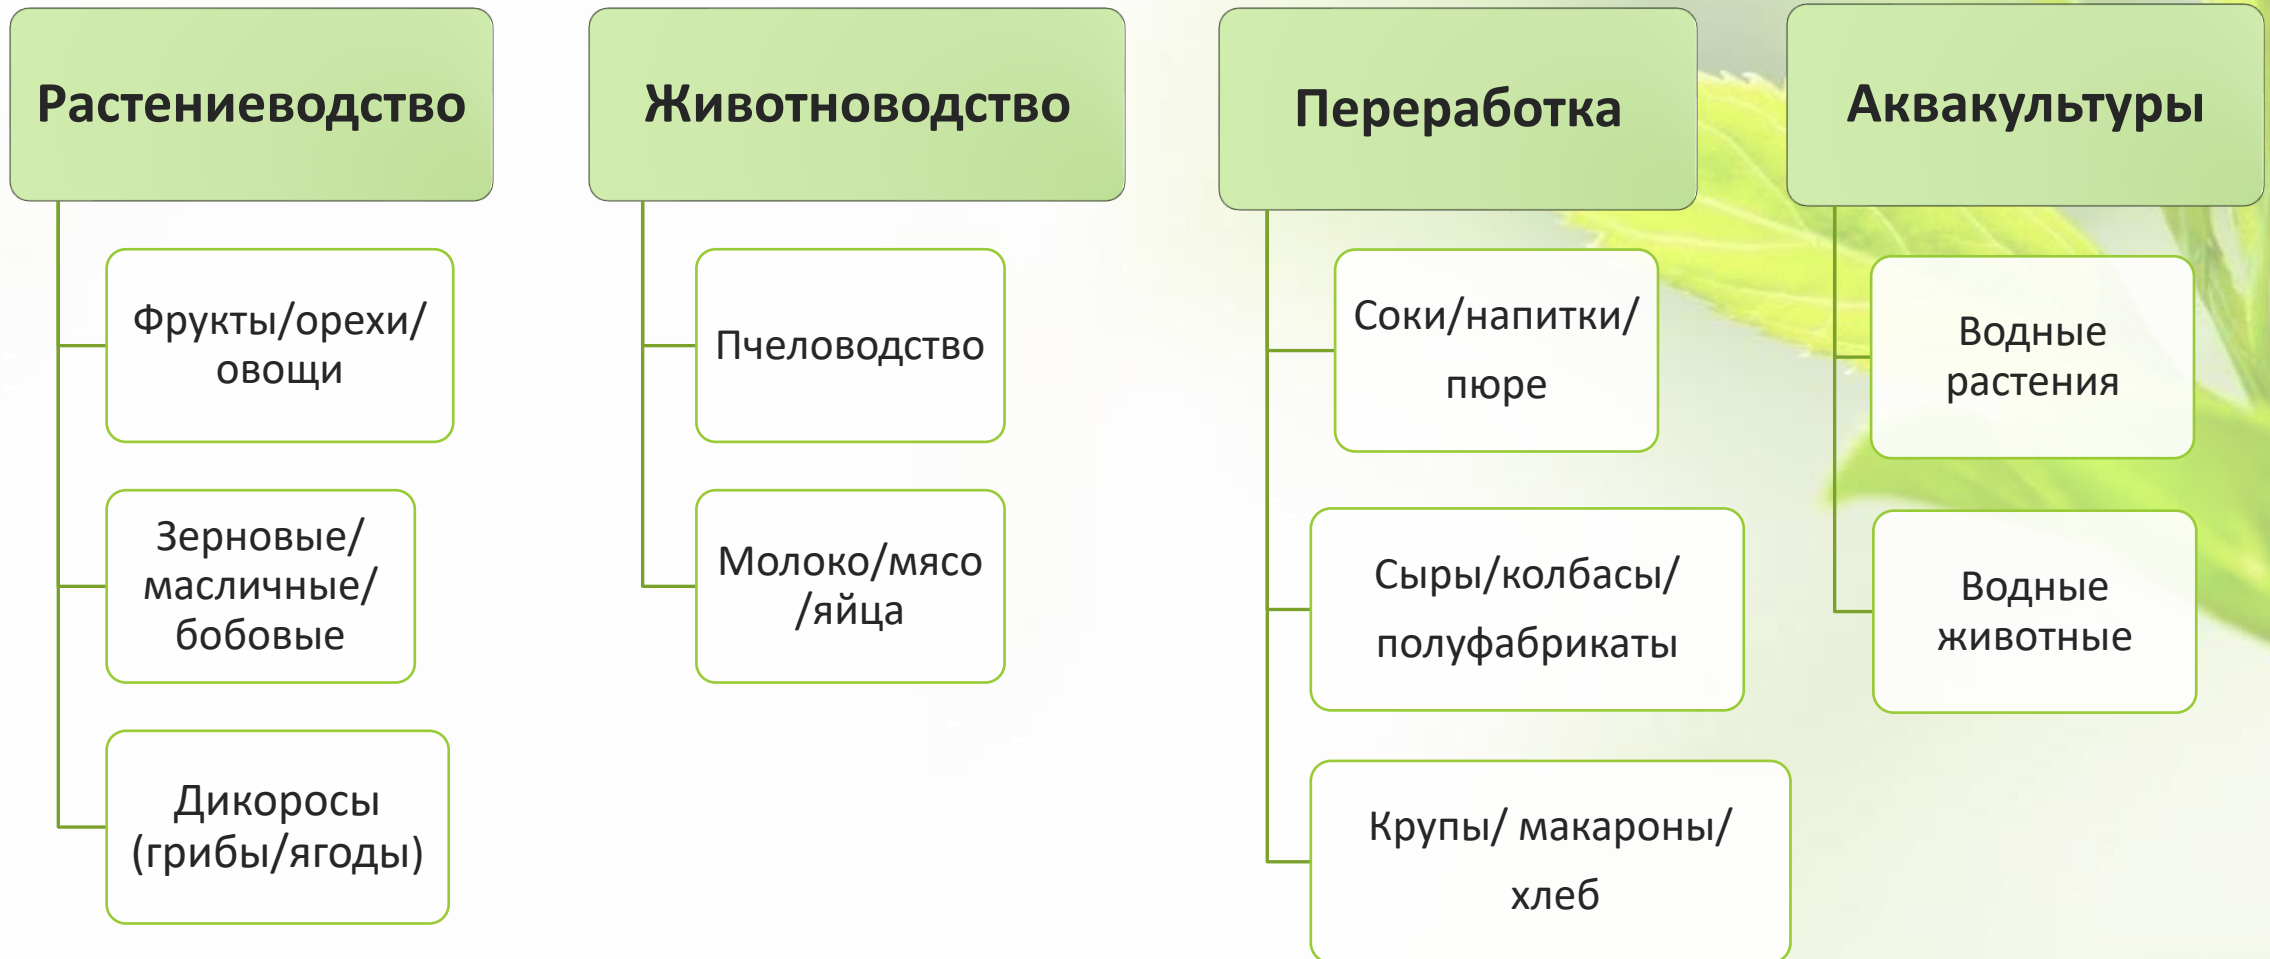 Растениеводство
Фрукты/орехи/
овощи
Зерновые/
масличные/
бобовые
Дикоросы
(грибы/ягоды)
Животноводство
Пчеловодство
Молоко/мясо
/яйца
Переработка
Соки/напитки/
пюре
Сыры/колбасы/
полуфабрикаты
Крупы/ макароны/
хлеб
Аквакультуры
Водные
растения
Водные
животные